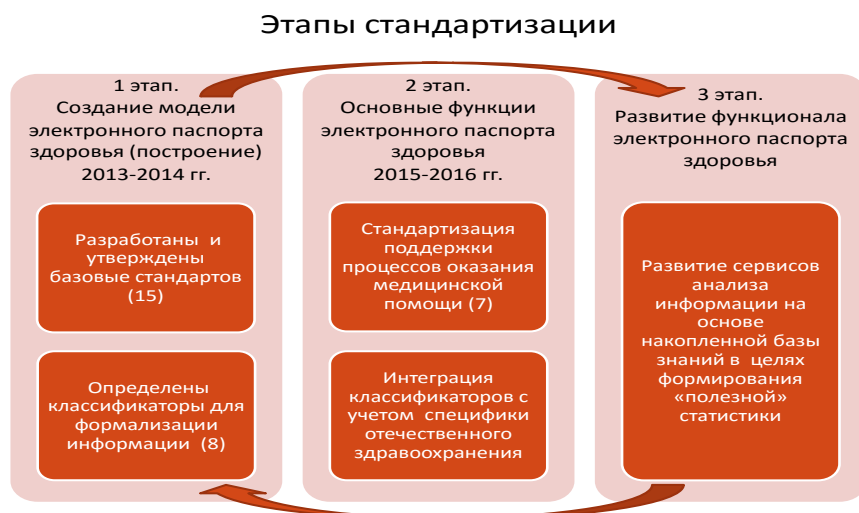 Этапы стандартизации
1 этап.
Создание модели
электронного паспорта
здоровья (построение)
2013-2014 гг.
Разработаны и
утверждены
базовые стандартов
(15)
Определены
классификаторы для
формализации
информации (8)
2 этап.
Основные функции
электронного паспорта
здоровья
2015-2016 гг.
Стандартизация
поддержки
процессов оказания
медицинской
помощи (7)
Интеграция
классификаторов с
учетом специфики
отечественного
здравоохранения
3 этап.
Развитие функционала
электронного паспорта
здоровья
Развитие сервисов
анализа
информации на
основе
накопленной базы
знаний в целях
формирования
«полезной»
статистики